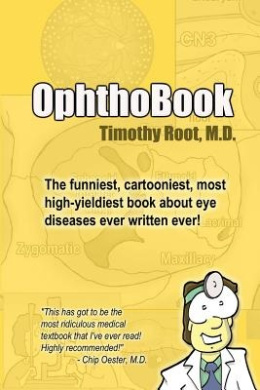 CN3
OphthoBook
Timothy Root, M.D.
The funniest, cartooniest, most
high-yieldiest book about eye
diseases ever written ever!
Zygomatic
Maxillary
"This has got to be the
most ridiculous medical
textbook that I've ever read!
Highly recommended!"
- Chip Oester, M.D.